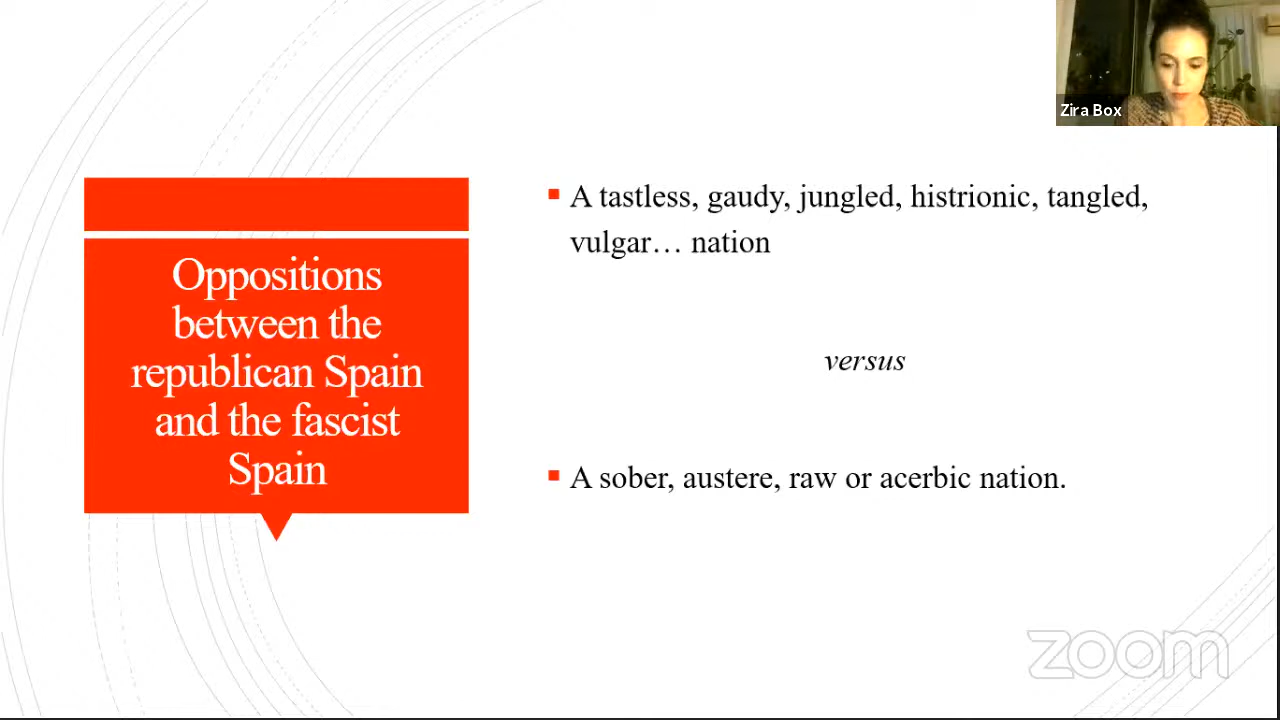 Zira Box
Oppositions
between the
republican Spain
and the fascist
Spain
A tastless, gaudy, jungled, histrionic, tangled,
vulgar… nation
versus
A sober, austere, raw or acerbic nation.
zoom